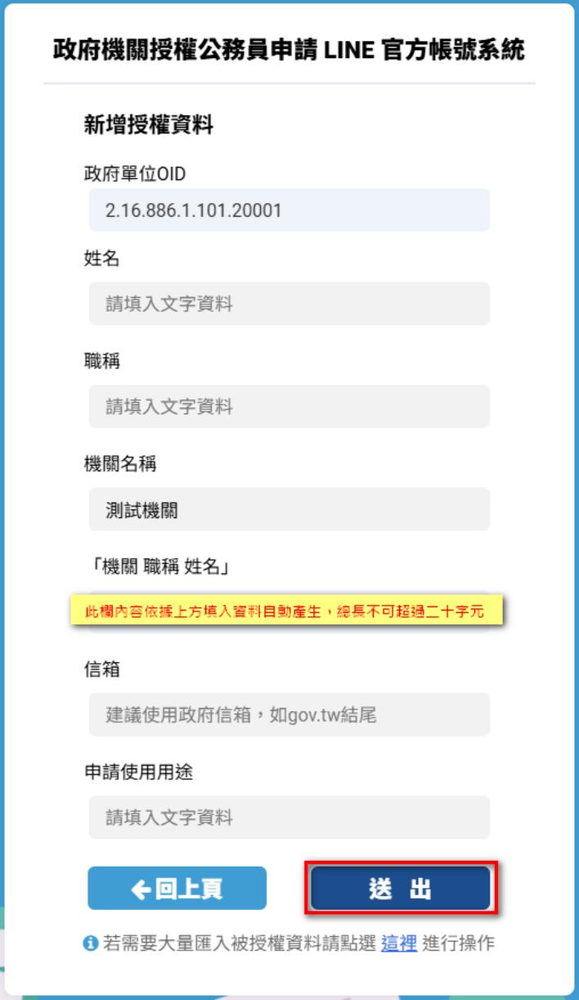 政府機關授權公務員申請 LINE 官方帳號系統
新增授權資料
政府單位OID
2.16.886.1.101.20001
姓名
請填入文字資料
職稱
請填入文字資料
機關名稱
測試機關
「機關 職稱 姓名」
此欄內容依據上方填入資料自動產生，總長不可超過二十字元
信箱
建議使用政府信箱，如gov.tw結尾
申請使用用途
請填入文字資料
回上頁
送 出
若需要大量匯入被授權資料請點選 這裡 進行操作